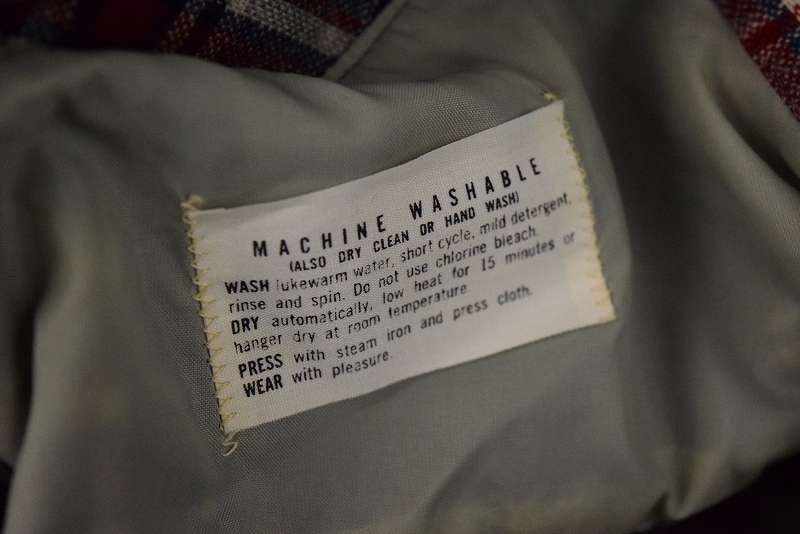 MACHINE WASHABLE
(ALSO DRY CLEAN OR HAND WASH)
WASH lukewarm water, short cycle, mild detergent,
rinse and spin. Do not use chlorine bleach.
DRY automatically, low heat for 15 minutes or
hanger dry at room temperature
PRESS with steam iron and press cloth.
WEAR with pleasure.